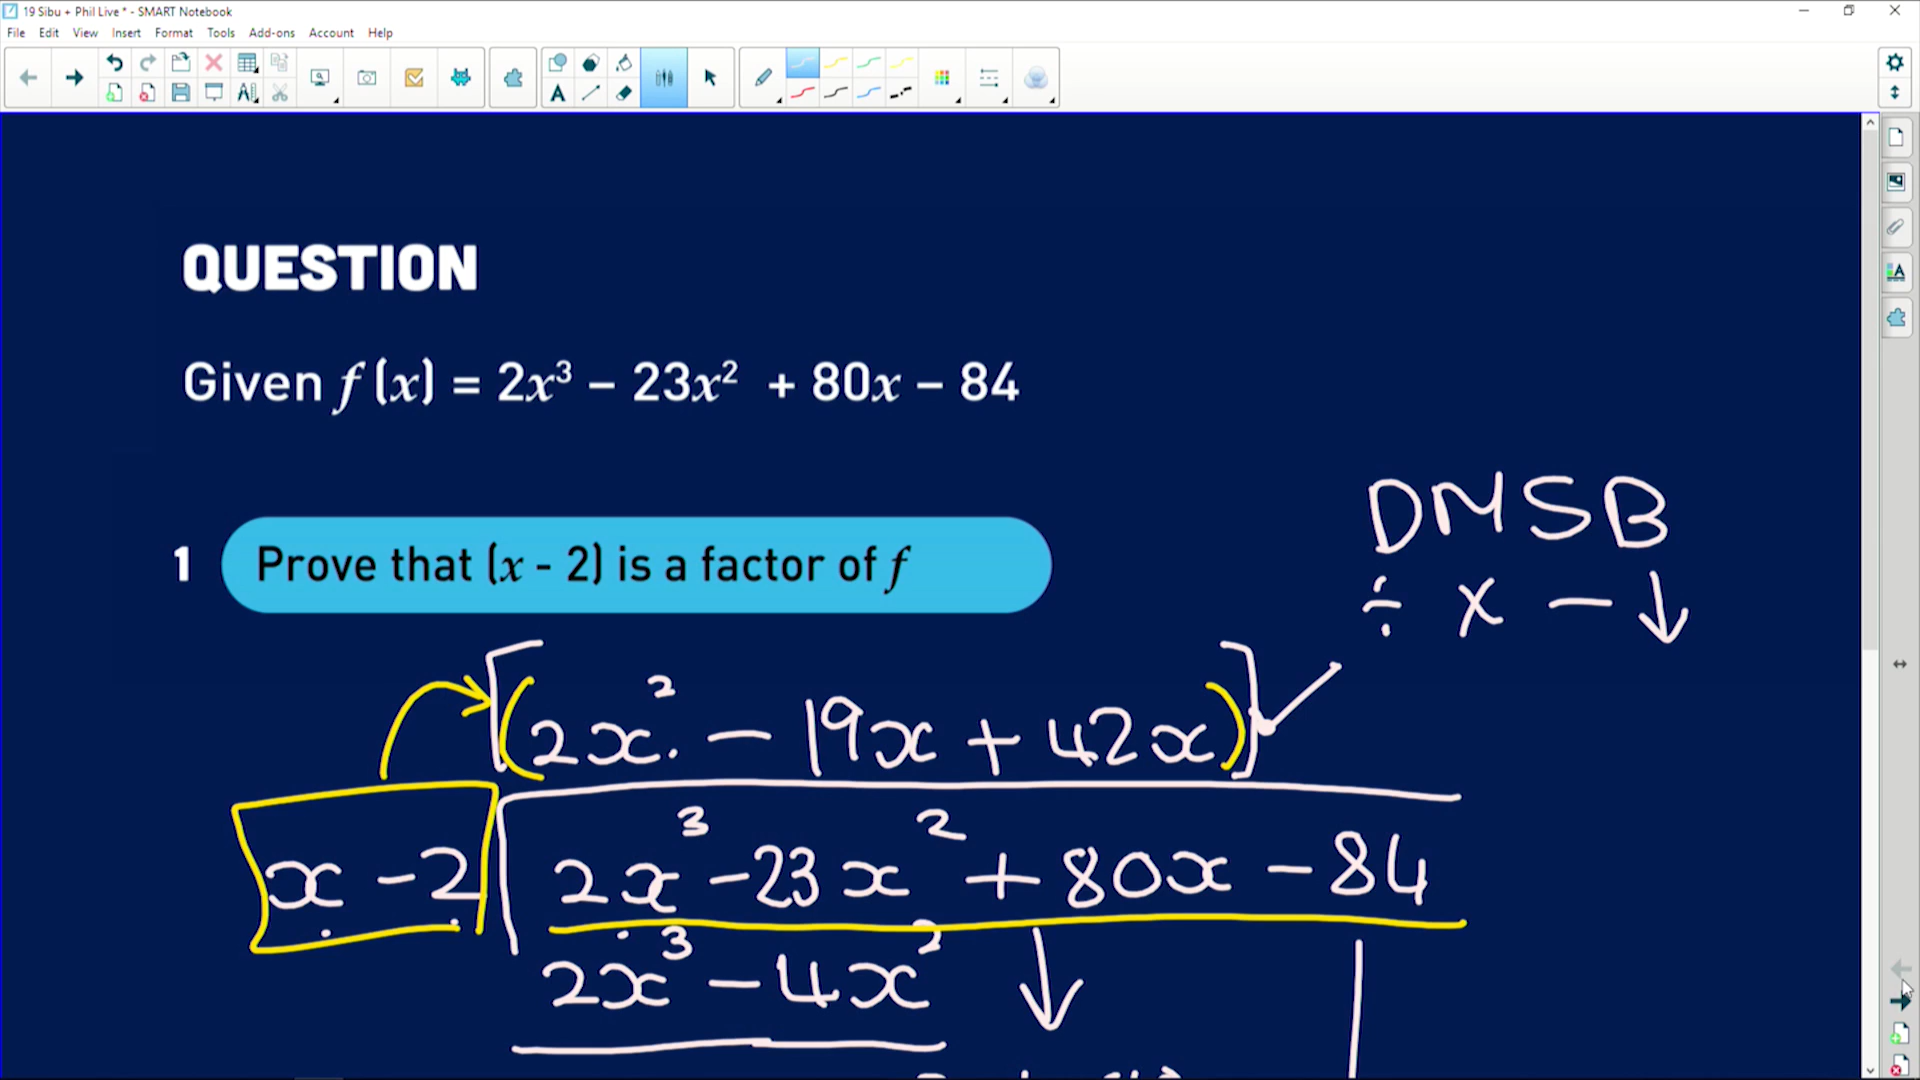 19 Sibu + Phil Live * - SMART Notebook
File Edit View Insert Format Tools Add-ons Account Help
QUESTION
Given f (x) = 2x³ – 23x² + 80x – 84
DMSB
÷ x – ↓
1 Prove that (x - 2) is a factor of f
[(2x² – 19x + 42x)]
x – 2 2x³ – 23x² + 80x – 84
2x³ – 4x²